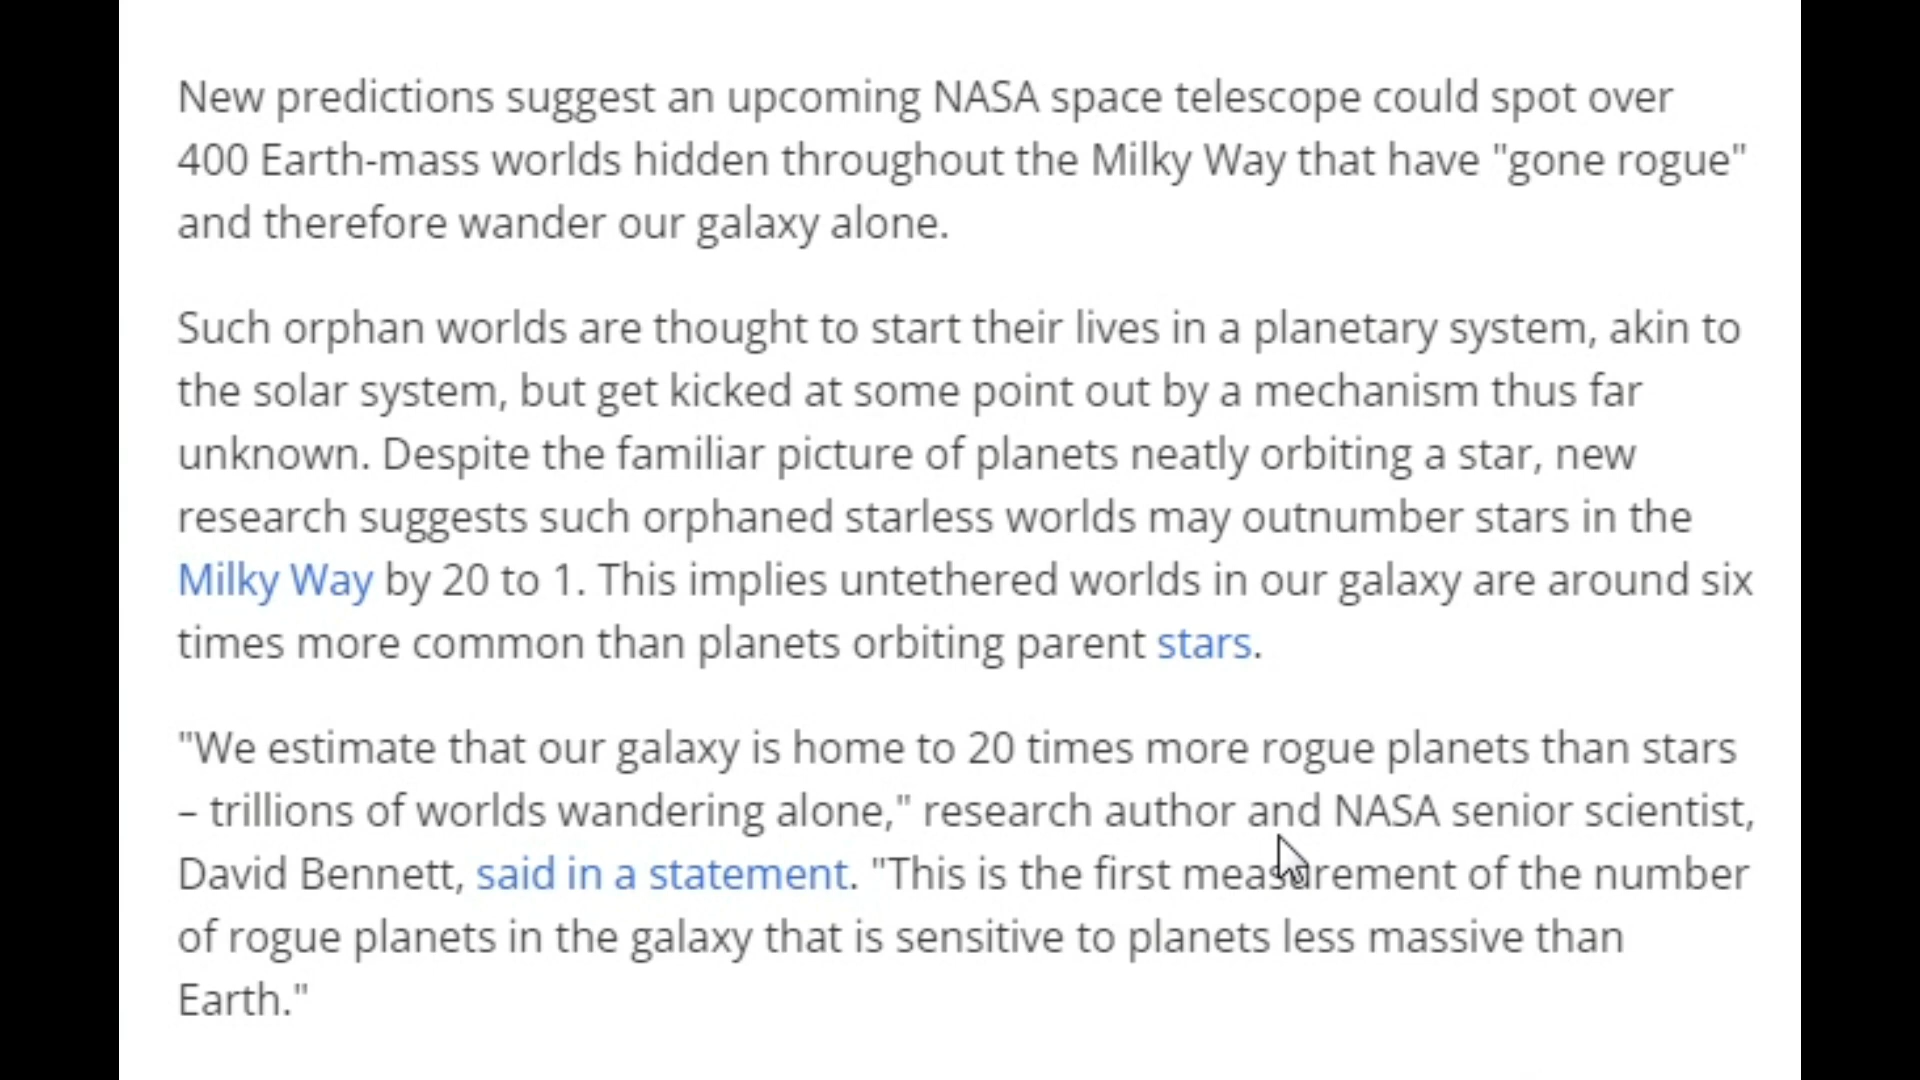 New predictions suggest an upcoming NASA space telescope could spot over
400 Earth-mass worlds hidden throughout the Milky Way that have "gone rogue"
and therefore wander our galaxy alone.
Such orphan worlds are thought to start their lives in a planetary system, akin to
the solar system, but get kicked at some point out by a mechanism thus far
unknown. Despite the familiar picture of planets neatly orbiting a star, new
research suggests such orphaned starless worlds may outnumber stars in the
Milky Way by 20 to 1. This implies untethered worlds in our galaxy are around six
times more common than planets orbiting parent stars.
"We estimate that our galaxy is home to 20 times more rogue planets than stars
– trillions of worlds wandering alone," research author and NASA senior scientist,
David Bennett, said in a statement. "This is the first measurement of the number
of rogue planets in the galaxy that is sensitive to planets less massive than
Earth."